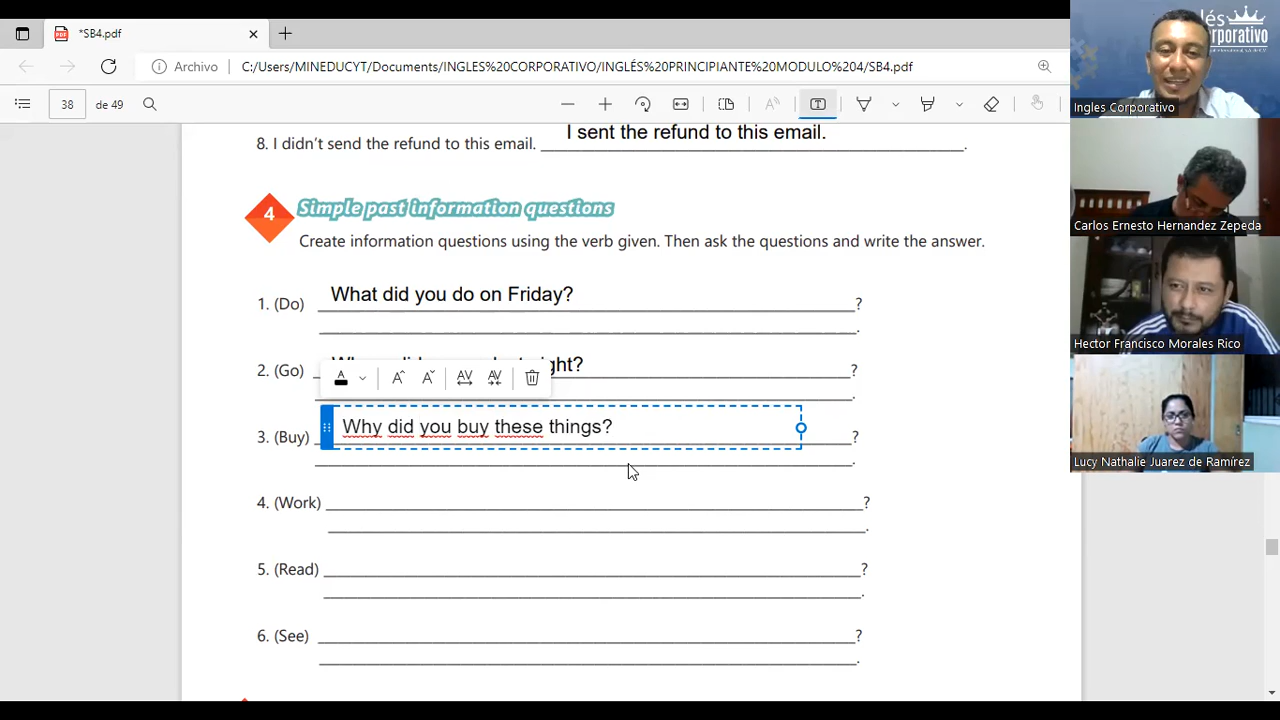 *SB4.pdf
Archivo
C:/Users/MINEDUCYT/Documents/INGLÉS%20CORPORATIVO/INGLÉS%20PRINCIPIANTE%20MODULO%204/SB4.pdf
38 de 49
8. I didn't send the refund to this email. I sent the refund to this email.
4 Simple past information questions
Create information questions using the verb given. Then ask the questions and write the answer.
1. (Do) What did you do on Friday? ?
2. (Go) ?
3. (Buy) Why did you buy these things? ?
4. (Work) ?
5. (Read) ?
6. (See) ?
Ingles Corporativo
Carlos Ernesto Hernandez Zepeda
Hector Francisco Morales Rico
Lucy Nathalie Juarez de Ramírez